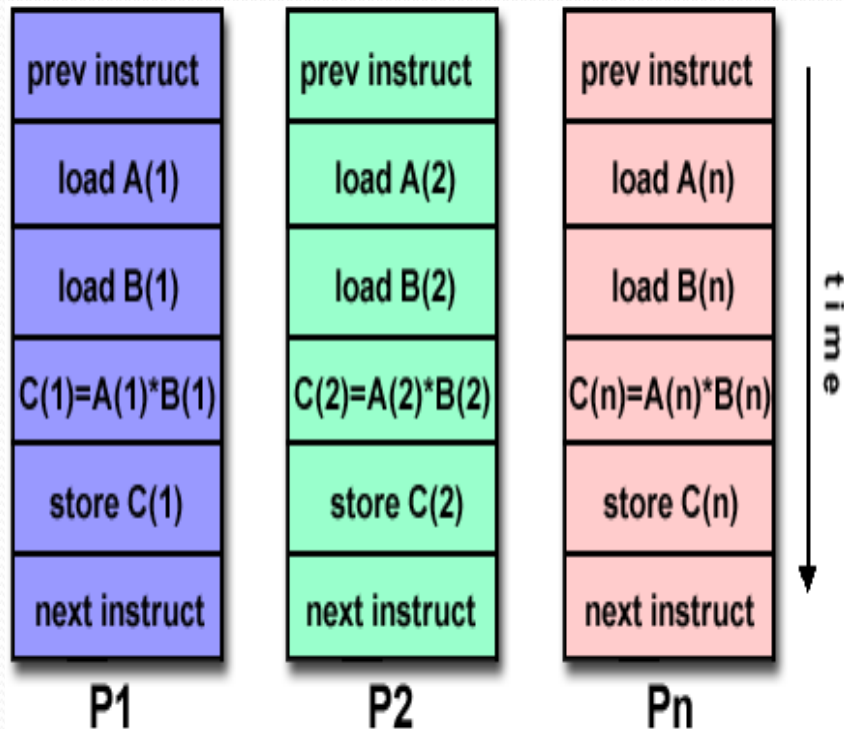 prev instruct
load A(1)
load B(1)
C(1)=A(1)*B(1)
store C(1)
next instruct
P1
prev instruct
load A(2)
load B(2)
C(2)=A(2)*B(2)
store C(2)
next instruct
P2
prev instruct
load A(n)
load B(n)
C(n)=A(n)*B(n)
store C(n)
next instruct
Pn
time